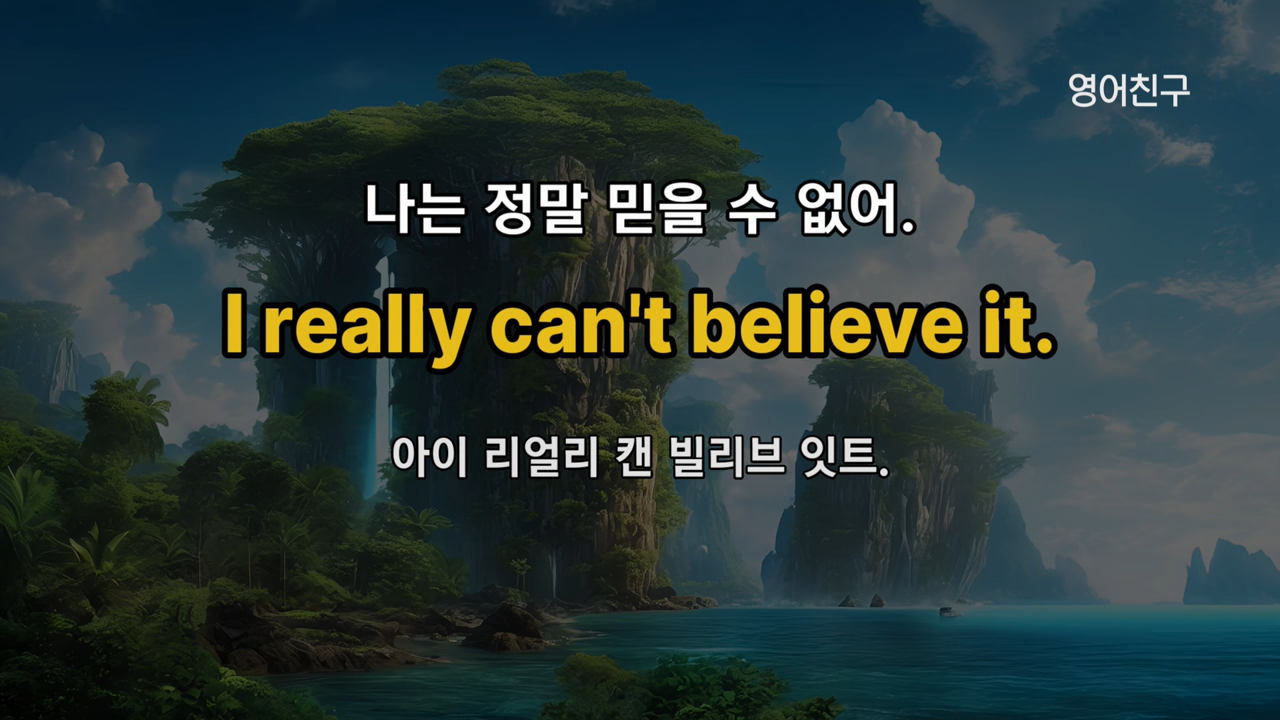 영어친구
나는 정말 믿을 수 없어.
I really can't believe it.
아이 리얼리 캔 빌리브 잇트.